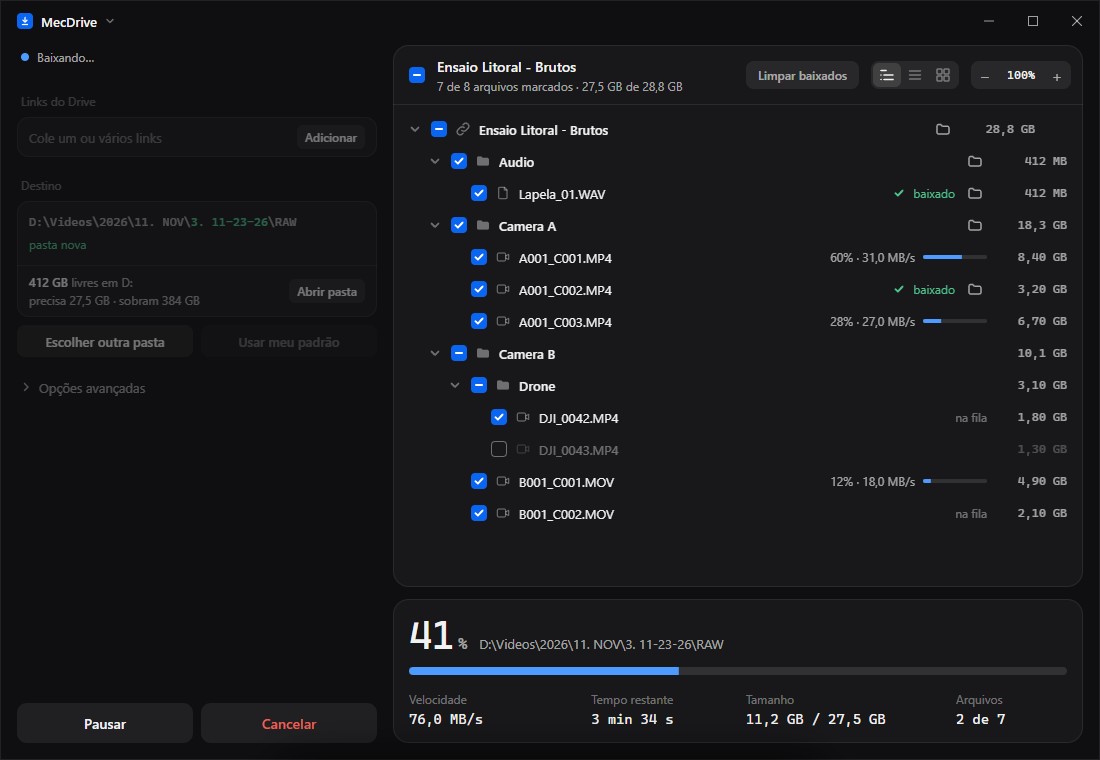 MecDrive
Baixando...
Links do Drive
Cole um ou vários links
Adicionar
Destino
D:\Videos\2026\11. NOV\3. 11-23-26\RAW
pasta nova
412 GB livres em D:
precisa 27,5 GB · sobram 384 GB
Abrir pasta
Escolher outra pasta
Usar meu padrão
Opções avançadas
Pausar
Cancelar
Ensaio Litoral - Brutos
7 de 8 arquivos marcados · 27,5 GB de 28,8 GB
Limpar baixados
– 100% +
Ensaio Litoral - Brutos 28,8 GB
Audio 412 MB
Lapela_01.WAV baixado 412 MB
Camera A 18,3 GB
A001_C001.MP4 60% · 31,0 MB/s 8,40 GB
A001_C002.MP4 baixado 3,20 GB
A001_C003.MP4 28% · 27,0 MB/s 6,70 GB
Camera B 10,1 GB
Drone 3,10 GB
DJI_0042.MP4 na fila 1,80 GB
DJI_0043.MP4 1,30 GB
B001_C001.MOV 12% · 18,0 MB/s 4,90 GB
B001_C002.MOV na fila 2,10 GB
41 % D:\Videos\2026\11. NOV\3. 11-23-26\RAW
Velocidade Tempo restante Tamanho Arquivos
76,0 MB/s 3 min 34 s 11,2 GB / 27,5 GB 2 de 7